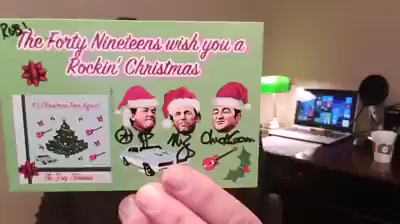 ROB!
The Forty Nineteens wish you a
Rockin' Christmas
It's Christmas Time Again!
The Forty Nineteens